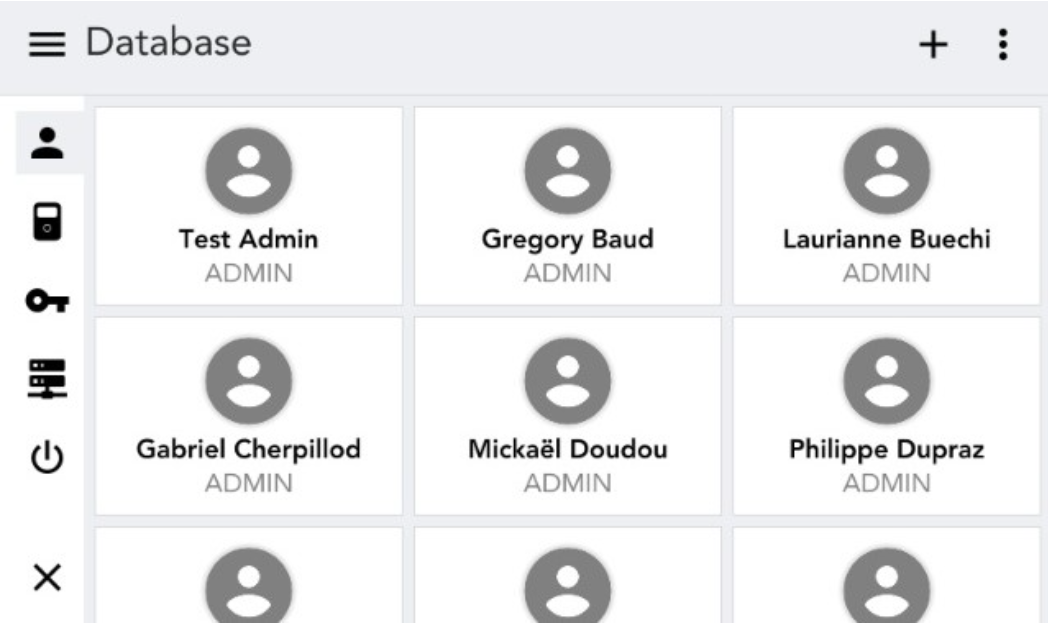 Database
Test Admin
ADMIN
Gregory Baud
ADMIN
Laurianne Buechi
ADMIN
Gabriel Cherpillod
ADMIN
Mickaël Doudou
ADMIN
Philippe Dupraz
ADMIN